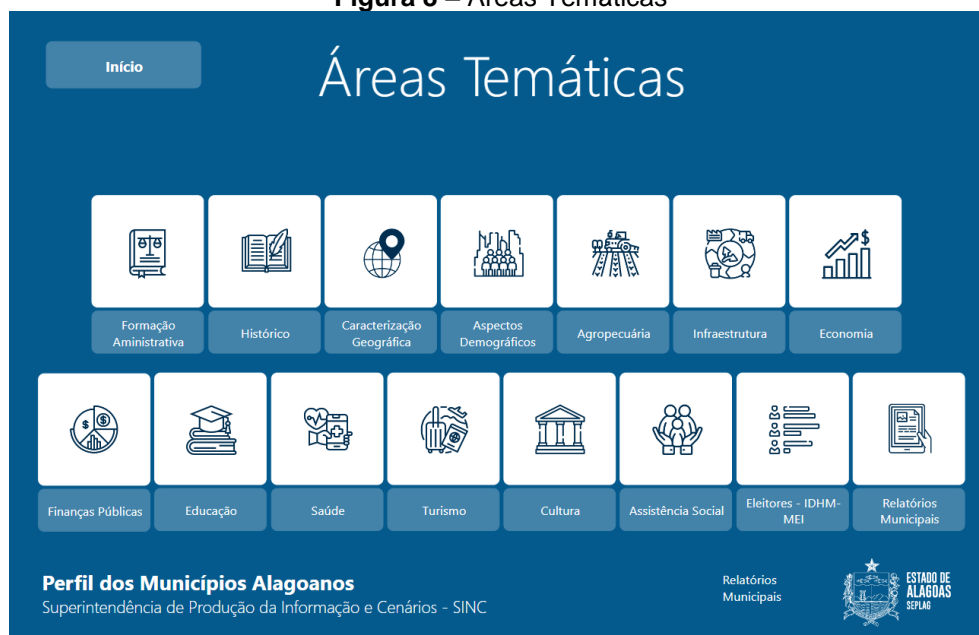 Figura 8 – Áreas Temáticas
Início
Áreas Temáticas
Formação
Aministrativa
Histórico
Caracterização
Geográfica
Aspectos
Demográficos
Agropecuária
Infraestrutura
Economia
Finanças Públicas
Educação
Saúde
Turismo
Cultura
Assistência Social
Eleitores - IDHM-
MEI
Relatórios
Municipais
Perfil dos Municípios Alagoanos
Superintendência de Produção da Informação e Cenários - SINC
Relatórios
Municipais
ESTADO DE
ALAGOAS
SEPLAG